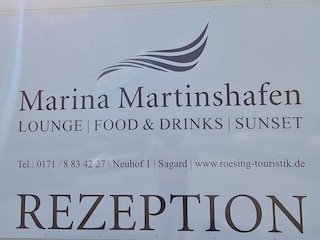 Marina Martinshafen
LOUNGE | FOOD & DRINKS | SUNSET
Tel.: 0171 / 8 83 42 27 | Neuhof 1 | Sagard | www.roesing-touristik.de
REZEPTION